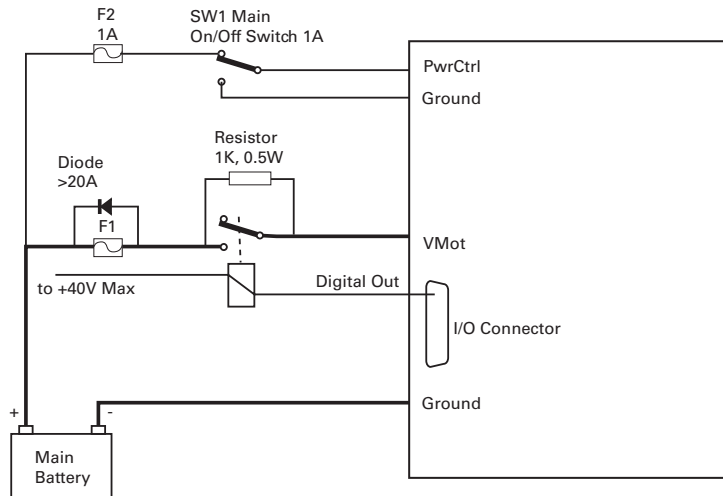 F2
1A
SW1 Main
On/Off Switch 1A
PwrCtrl
Ground
Resistor
1K, 0.5W
Diode
>20A
F1
VMot
to +40V Max
Digital Out
I/O Connector
Ground
+
-
Main
Battery